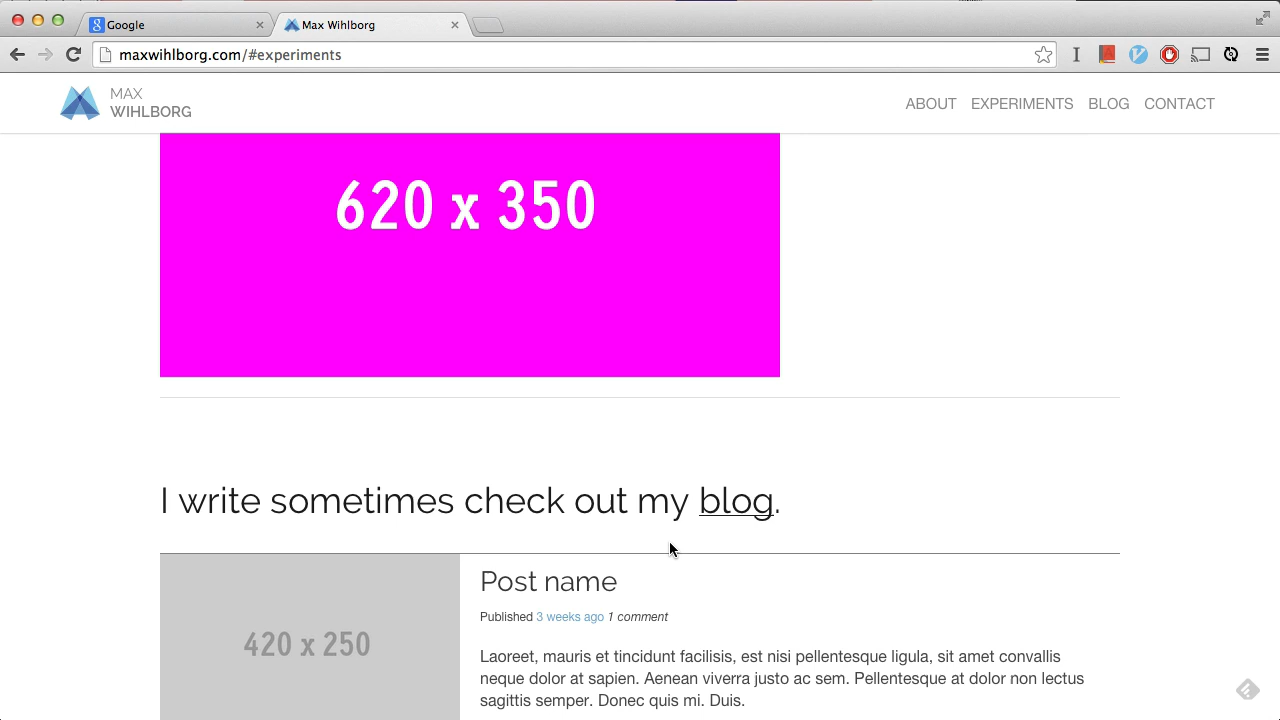 Google
Max Wihlborg
maxwihlborg.com/#experiments
MAX
WIHLBORG
ABOUT EXPERIMENTS BLOG CONTACT
620 x 350
I write sometimes check out my blog.
420 x 250
Post name
Published 3 weeks ago 1 comment
Laoreet, mauris et tincidunt facilisis, est nisi pellentesque ligula, sit amet convallis
neque dolor at sapien. Aenean viverra justo ac sem. Pellentesque at dolor non lectus
sagittis semper. Donec quis mi. Duis.